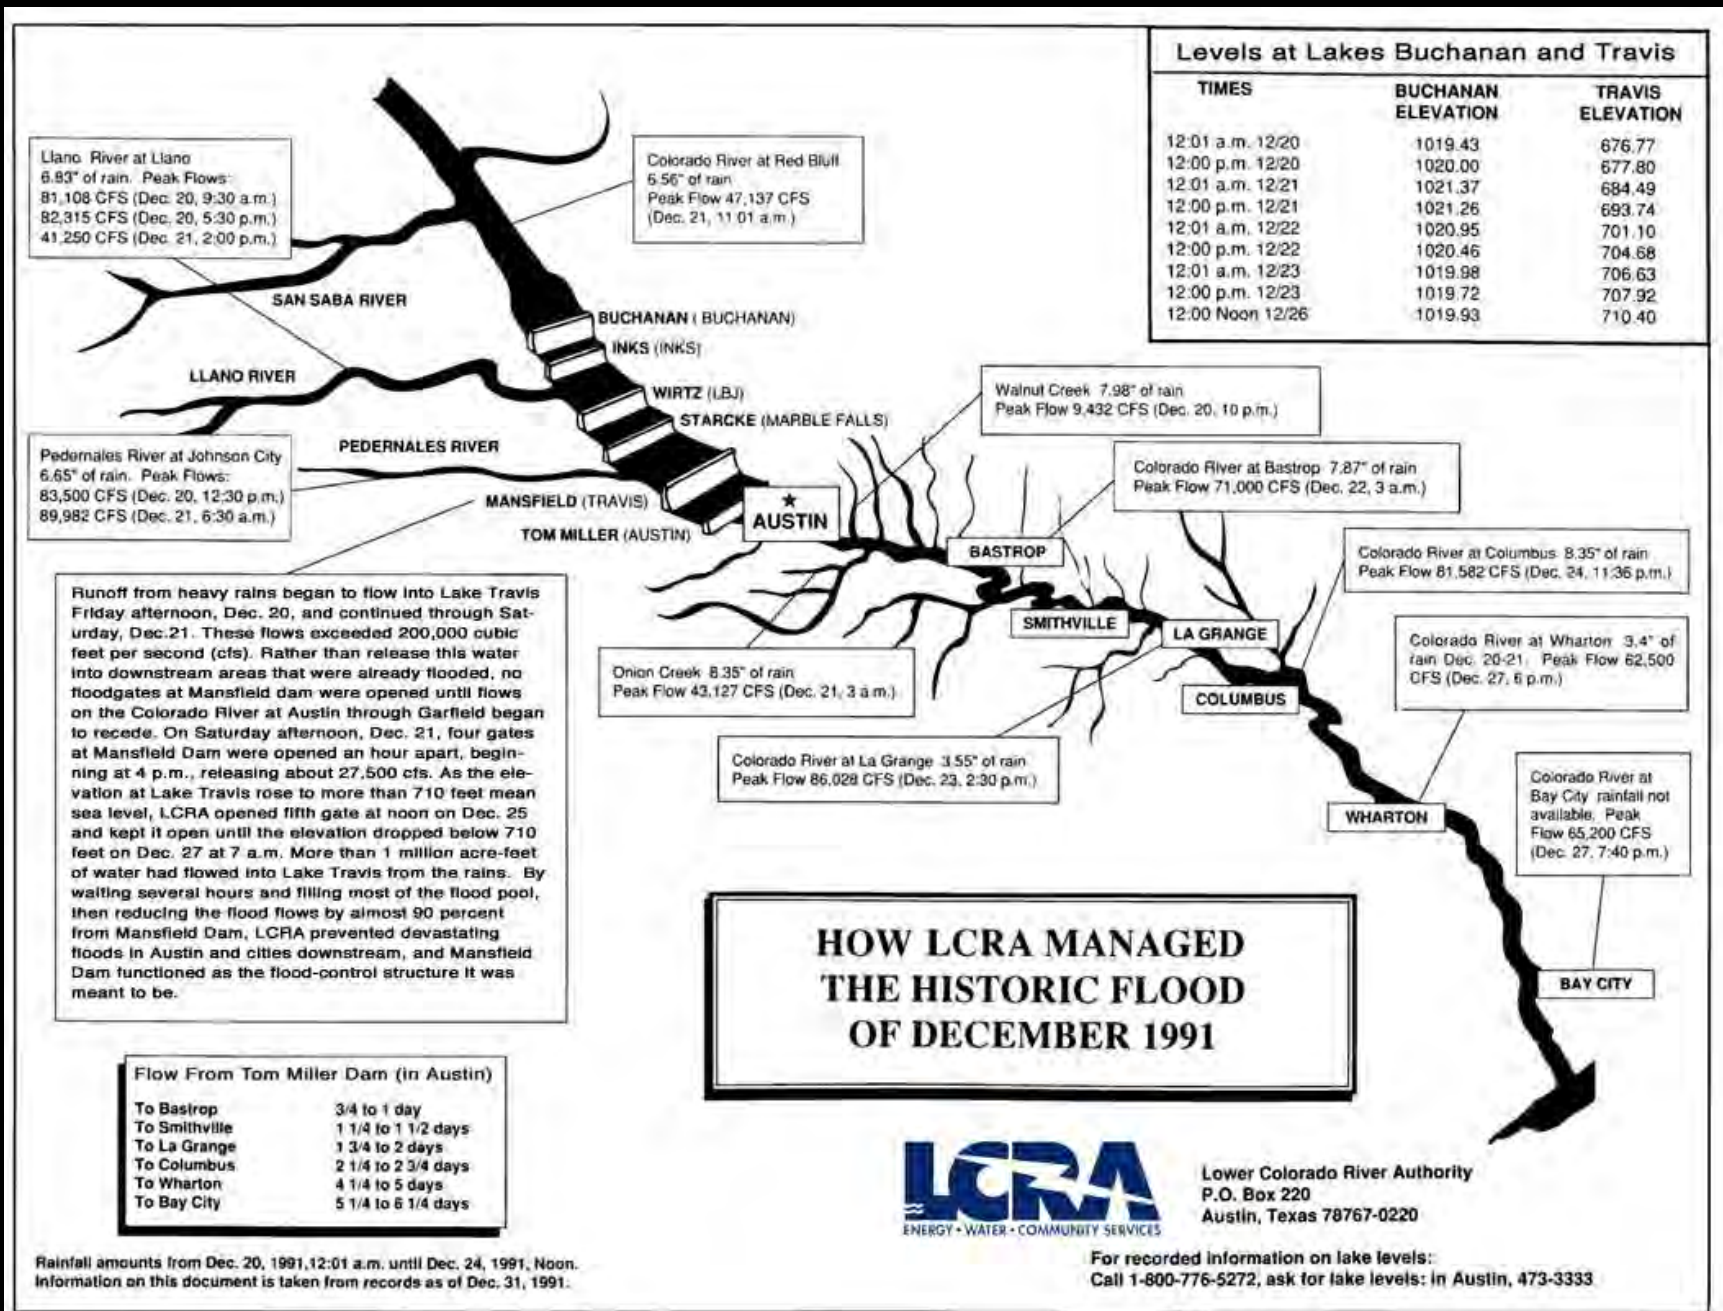 Levels at Lakes Buchanan and Travis
TIMES BUCHANAN ELEVATION TRAVIS ELEVATION
12:01 a.m. 12/20 1019.43 676.77
12:00 p.m. 12/20 1020.00 677.80
12:01 a.m. 12/21 1021.37 684.49
12:00 p.m. 12/21 1021.26 693.74
12:01 a.m. 12/22 1020.95 701.10
12:00 p.m. 12/22 1020.46 704.68
12:01 a.m. 12/23 1019.98 706.63
12:00 p.m. 12/23 1019.72 707.92
12:00 Noon 12/26 1019.93 710.40
Llano River at Llano
6.83" of rain. Peak Flows:
81,108 CFS (Dec. 20, 9:30 a.m.)
82,315 CFS (Dec. 20, 5:30 p.m.)
41,250 CFS (Dec. 21, 2:00 p.m.)
Colorado River at Red Bluff
6.56" of rain
Peak Flow 47,137 CFS
(Dec. 21, 11:01 a.m.)
SAN SABA RIVER
BUCHANAN (BUCHANAN)
INKS (INKS)
LLANO RIVER
WIRTZ (LBJ)
STARCKE (MARBLE FALLS)
PEDERNALES RIVER
Pedernales River at Johnson City
6.65" of rain. Peak Flows:
83,500 CFS (Dec. 20, 12:30 p.m.)
89,982 CFS (Dec. 21, 6:30 a.m.)
MANSFIELD (TRAVIS)
TOM MILLER (AUSTIN)
AUSTIN
Walnut Creek 7.98" of rain
Peak Flow 9,432 CFS (Dec. 20, 10 p.m.)
Colorado River at Bastrop 7.87" of rain
Peak Flow 71,000 CFS (Dec. 22, 3 a.m.)
BASTROP
Colorado River at Columbus 8.35" of rain
Peak Flow 81,582 CFS (Dec. 24, 11:36 p.m.)
SMITHVILLE
LA GRANGE
Colorado River at Wharton 3.4" of
rain Dec. 20-21. Peak Flow 62,500
CFS (Dec. 27, 6 p.m.)
Onion Creek 8.35" of rain
Peak Flow 43,127 CFS (Dec. 21, 3 a.m.)
COLUMBUS
Colorado River at La Grange 3.55" of rain
Peak Flow 86,028 CFS (Dec. 23, 2:30 p.m.)
WHARTON
Colorado River at
Bay City rainfall not
available. Peak
Flow 65,200 CFS
(Dec. 27, 7:40 p.m.)
BAY CITY
Runoff from heavy rains began to flow into Lake Travis
Friday afternoon, Dec. 20, and continued through Sat-
urday, Dec.21. These flows exceeded 200,000 cubic
feet per second (cfs). Rather than release this water
into downstream areas that were already flooded, no
floodgates at Mansfield dam were opened until flows
on the Colorado River at Austin through Garfield began
to recede. On Saturday afternoon, Dec. 21, four gates
at Mansfield Dam were opened an hour apart, begin-
ning at 4 p.m., releasing about 27,500 cfs. As the ele-
vation at Lake Travis rose to more than 710 feet mean
sea level, LCRA opened fifth gate at noon on Dec. 25
and kept it open until the elevation dropped below 710
feet on Dec. 27 at 7 a.m. More than 1 million acre-feet
of water had flowed into Lake Travis from the rains. By
waiting several hours and filling most of the flood pool,
then reducing the flood flows by almost 90 percent
from Mansfield Dam, LCRA prevented devastating
floods in Austin and cities downstream, and Mansfield
Dam functioned as the flood-control structure it was
meant to be.
HOW LCRA MANAGED
THE HISTORIC FLOOD
OF DECEMBER 1991
Flow From Tom Miller Dam (in Austin)
To Bastrop 3/4 to 1 day
To Smithville 1 1/4 to 1 1/2 days
To La Grange 1 3/4 to 2 days
To Columbus 2 1/4 to 2 3/4 days
To Wharton 4 1/4 to 5 days
To Bay City 5 1/4 to 6 1/4 days
LCRA
ENERGY • WATER • COMMUNITY SERVICES
Lower Colorado River Authority
P.O. Box 220
Austin, Texas 78767-0220
Rainfall amounts from Dec. 20, 1991,12:01 a.m. until Dec. 24, 1991, Noon.
Information on this document is taken from records as of Dec. 31, 1991.
For recorded information on lake levels:
Call 1-800-776-5272, ask for lake levels: in Austin, 473-3333